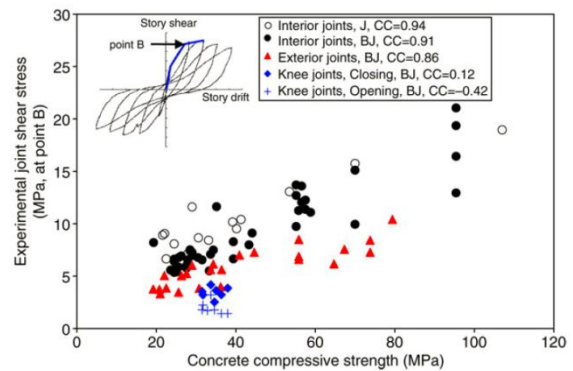 30
25
20
15
10
5
0
Experimental joint shear stress
(MPa, at point B)
Story shear
point B
Story drift
Interior joints, J, CC=0.94
Interior joints, BJ, CC=0.91
Exterior joints, BJ, CC=0.86
Knee joints, Closing, BJ, CC=0.12
Knee joints, Opening, BJ, CC=−0.42
0 20 40 60 80 100 120
Concrete compressive strength (MPa)